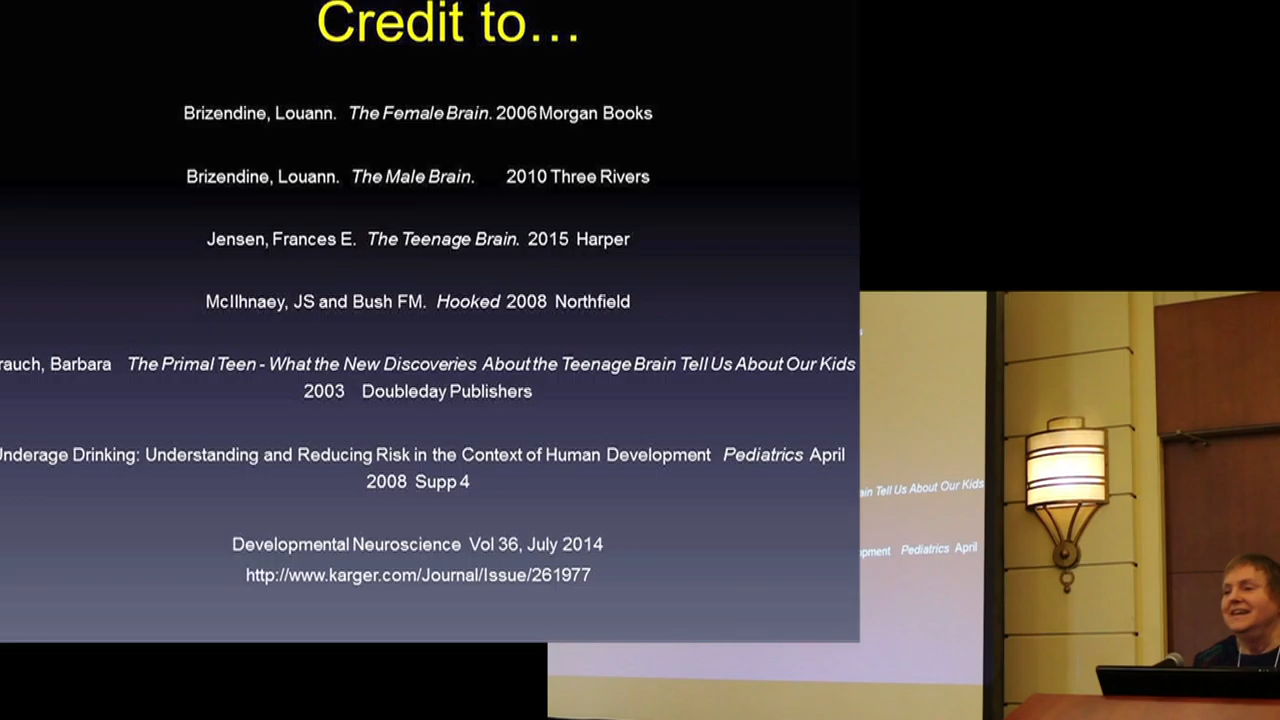 Credit to…
Brizendine, Louann. The Female Brain. 2006 Morgan Books
Brizendine, Louann. The Male Brain. 2010 Three Rivers
Jensen, Frances E. The Teenage Brain. 2015 Harper
McIlhnaey, JS and Bush FM. Hooked 2008 Northfield
rauch, Barbara The Primal Teen - What the New Discoveries About the Teenage Brain Tell Us About Our Kids
2003 Doubleday Publishers
Underage Drinking: Understanding and Reducing Risk in the Context of Human Development Pediatrics April
2008 Supp 4
Developmental Neuroscience Vol 36, July 2014
http://www.karger.com/Journal/Issue/261977
ain Tell Us About Our Kids
opment Pediatrics April